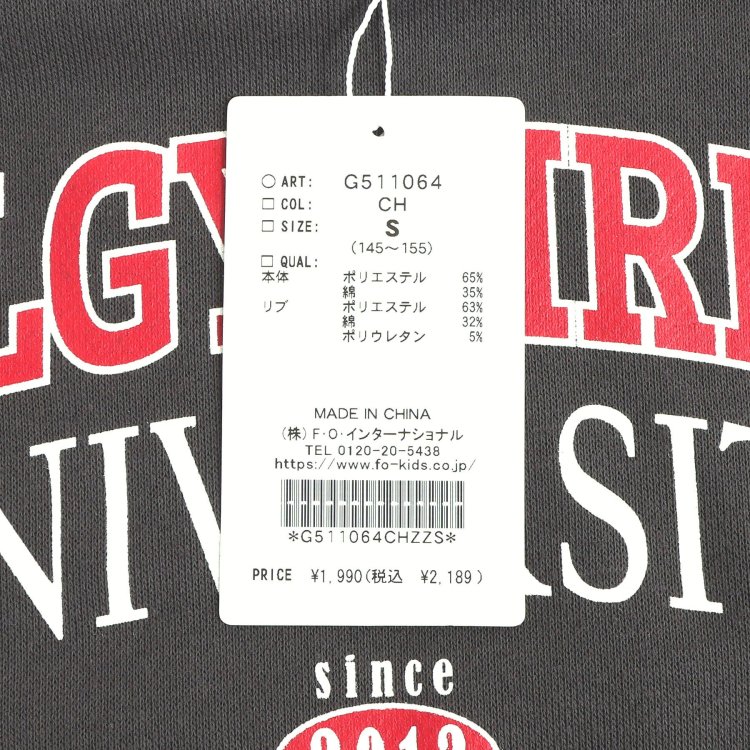 ART: G511064
COL: CH
SIZE: S
(145~155)
QUAL:
本体 ポリエステル 65%
綿 35%
リブ ポリエステル 63%
綿 32%
ポリウレタン 5%
MADE IN CHINA
(株)F・O・インターナショナル
TEL 0120-20-5438
https://www.fo-kids.co.jp/
*G511064CHZZS*
PRICE ¥1,990(税込 ¥2,189)
since